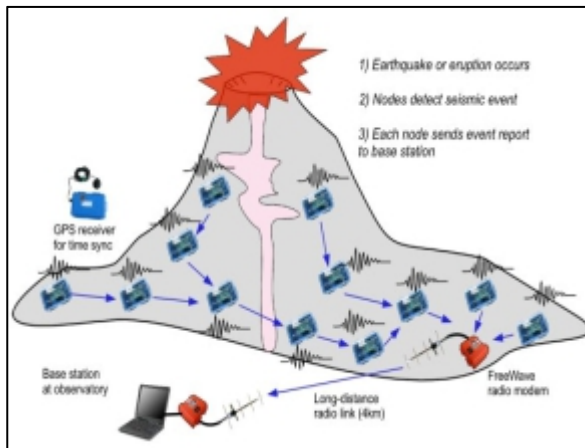 1) Earthquake or eruption occurs
2) Nodes detect seismic event
3) Each node sends event report
to base station
GPS receiver
for time sync
Base station
at observatory
Long-distance
radio link (4km)
FreeWave
radio modem